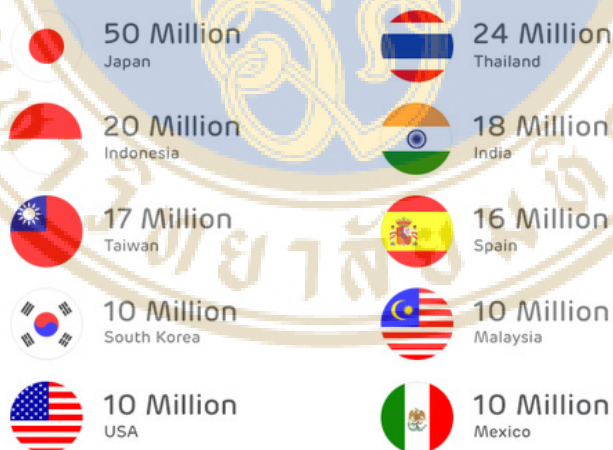 50 Million
Japan
24 Million
Thailand
20 Million
Indonesia
18 Million
India
17 Million
Taiwan
16 Million
Spain
10 Million
South Korea
10 Million
Malaysia
10 Million
USA
10 Million
Mexico